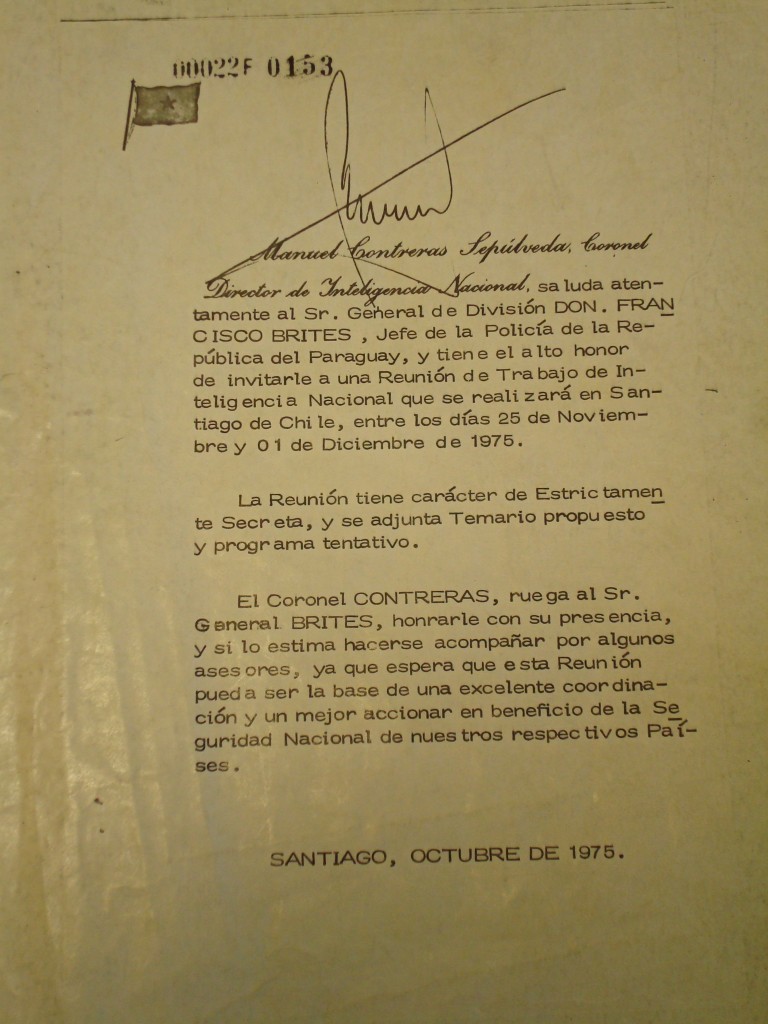 00022F 0153
Manuel Contreras Sepúlveda, Coronel
Director de Inteligencia Nacional, saluda aten-
tamente al Sr. General de División DON. FRAN
CISCO BRITES, Jefe de la Policía de la Re-
pública del Paraguay, y tiene el alto honor
de invitarle a una Reunión de Trabajo de In-
teligencia Nacional que se realizará en San-
tiago de Chile, entre los días 25 de Noviem-
bre y 01 de Diciembre de 1975.
La Reunión tiene carácter de Estrictamen
te Secreta, y se adjunta Temario propuesto
y programa tentativo.
El Coronel CONTRERAS, ruega al Sr.
General BRITES, honrarle con su presencia,
y si lo estima hacerse acompañar por algunos
asesores, ya que espera que esta Reunión
pueda ser la base de una excelente coordina-
ción y un mejor accionar en beneficio de la Se
guridad Nacional de nuestros respectivos Paí-
ses.
SANTIAGO, OCTUBRE DE 1975.